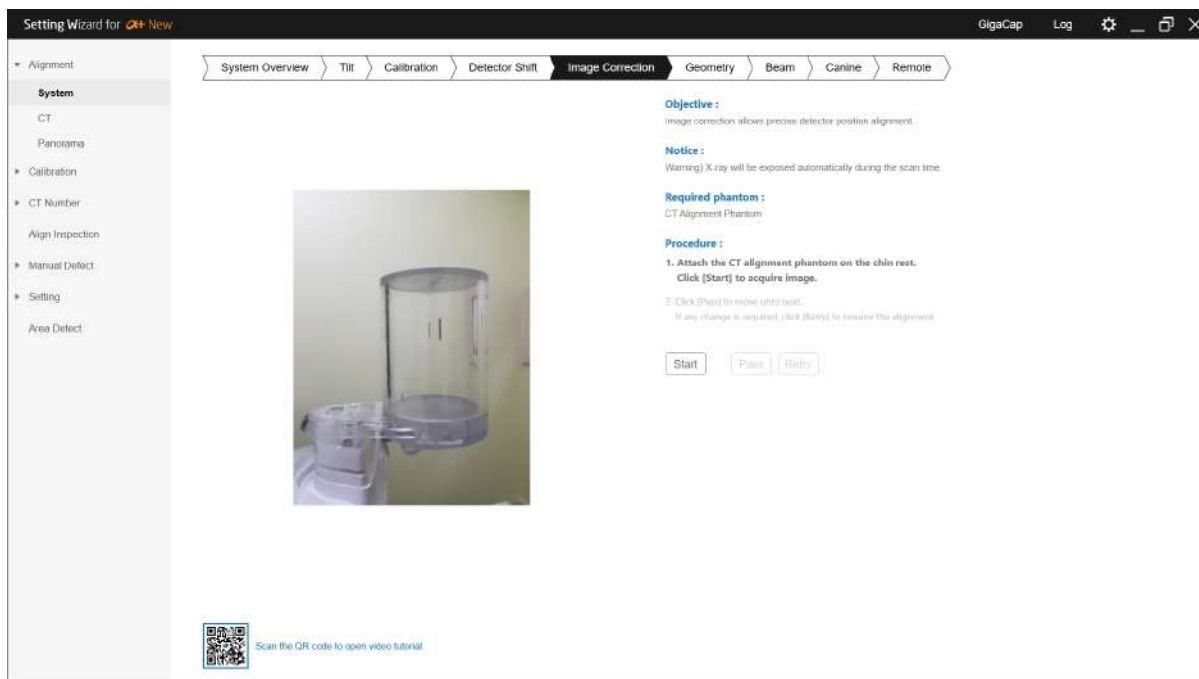 Setting Wizard for α+ New
GigaCap Log
Alignment
System
CT
Panorama
Calibration
CT Number
Align Inspection
Manual Defect
Setting
Area Detect
System Overview Tilt Calibration Detector Shift Image Correction Geometry Beam Canine Remote
Objective :
Image correction allows precise detector position alignment.
Notice :
Warning) X-ray will be exposed automatically during the scan time.
Required phantom :
CT Alignment Phantom
Procedure :
1. Attach the CT alignment phantom on the chin rest.
Click [Start] to acquire image.
2. Click [Pass] to move unto next.
If any change is required, click [Retry] to resume the alignment.
Start Pass Retry
Scan the QR code to open video tutorial